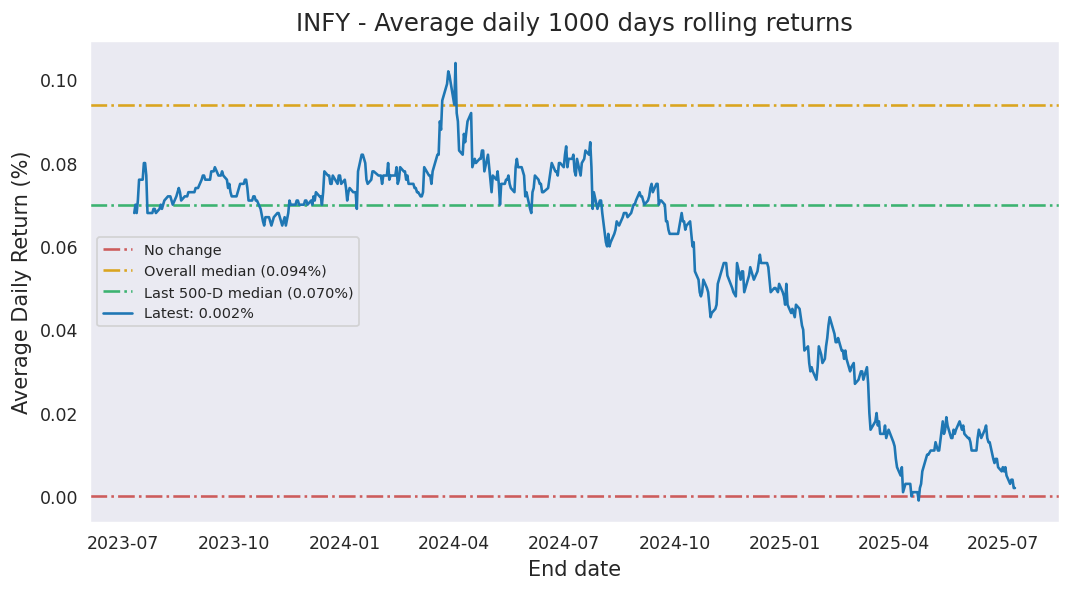 INFY - Average daily 1000 days rolling returns
Average Daily Return (%)
0.10
0.08
0.06
0.04
0.02
0.00
No change
Overall median (0.094%)
Last 500-D median (0.070%)
Latest: 0.002%
2023-07 2023-10 2024-01 2024-04 2024-07 2024-10 2025-01 2025-04 2025-07
End date